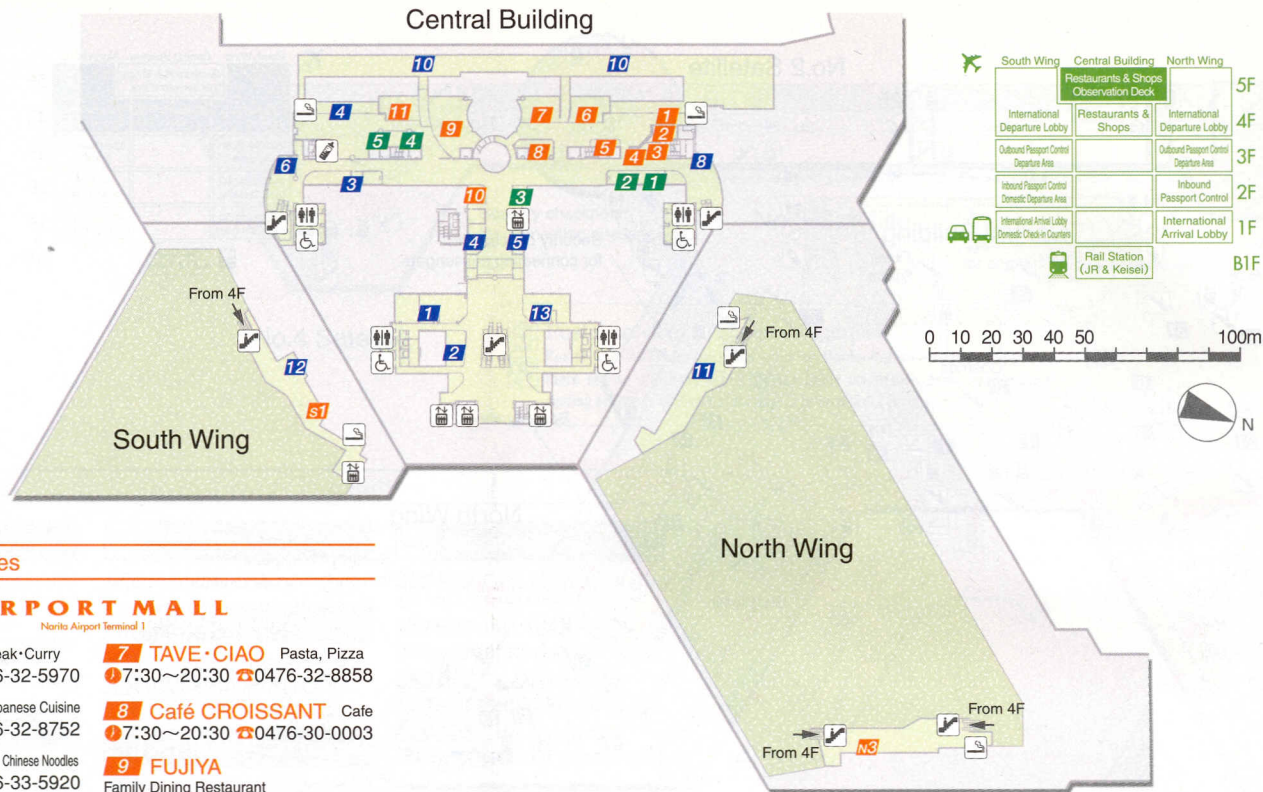 Central Building
10
10
4
11
9
7
6
1
2
5
4
8
5
4
3
8
6
3
2
1
10
3
4
5
From 4F
12
S1
South Wing
1
13
2
From 4F
11
North Wing
From 4F
From 4F
N3
South Wing Central Building North Wing
Restaurants & Shops
Observation Deck
5F
International
Departure Lobby
Restaurants &
Shops
International
Departure Lobby
4F
Outbound Passport Control
Departure Area
Outbound Passport Control
Departure Area
3F
Inbound Passport Control
Domestic Departure Area
Inbound
Passport Control
2F
International Arrival Lobby
Domestic Check-in Counters
International
Arrival Lobby
1F
Rail Station
(JR & Keisei)
B1F
0 10 20 30 40 50 100m
N
RPORT MALL
Narita Airport Terminal 1
7 TAVE・CIAO Pasta, Pizza
7:30〜20:30 ☎0476-32-8858
8 Café CROISSANT Cafe
7:30〜20:30 ☎0476-30-0003
9 FUJIYA
Family Dining Restaurant
eak・Curry
6-32-5970
panese Cuisine
6-32-8752
Chinese Noodles
6-33-5920